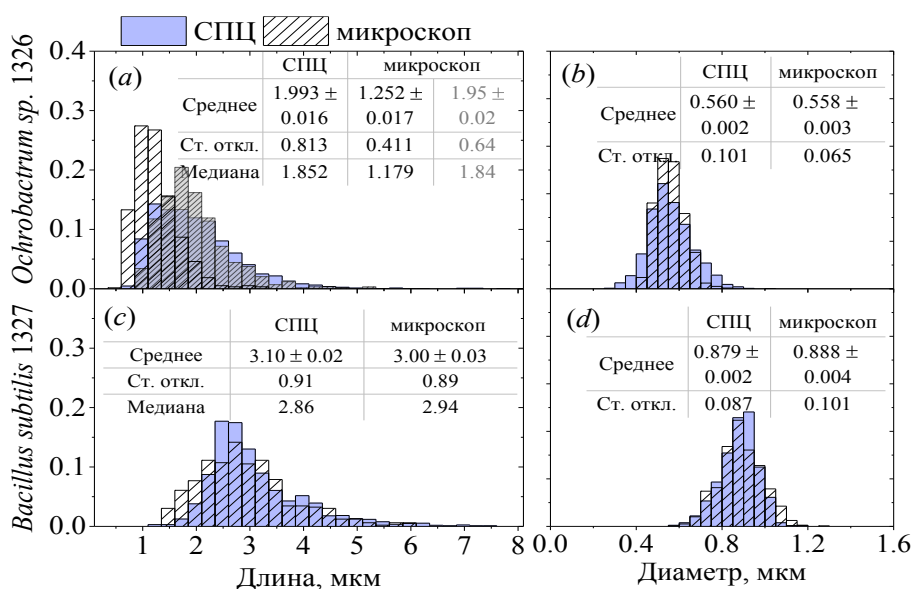 СПЦ микроскоп
Ochrobactrum sp. 1326
0.4
0.3
0.2
0.1
0.0
(a)
СПЦ микроскоп
Среднее 1.993 ± 0.016 1.252 ± 0.017 1.95 ± 0.02
Ст. откл. 0.813 0.411 0.64
Медиана 1.852 1.179 1.84
(b)
СПЦ микроскоп
Среднее 0.560 ± 0.002 0.558 ± 0.003
Ст. откл. 0.101 0.065
Bacillus subtilis 1327
0.3
0.2
0.1
0.0
(c)
СПЦ микроскоп
Среднее 3.10 ± 0.02 3.00 ± 0.03
Ст. откл. 0.91 0.89
Медиана 2.86 2.94
(d)
СПЦ микроскоп
Среднее 0.879 ± 0.002 0.888 ± 0.004
Ст. откл. 0.087 0.101
1 2 3 4 5 6 7 8
Длина, мкм
0.0 0.4 0.8 1.2 1.6
Диаметр, мкм